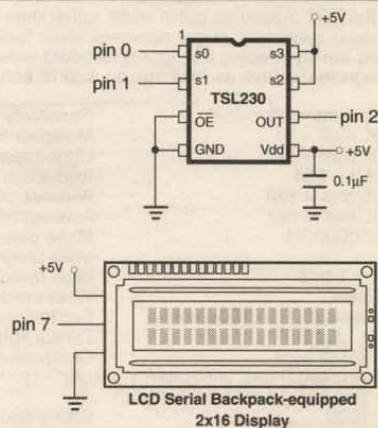 +5V
1
pin 0
s0
s3
pin 1
s1
s2
TSL230
OE
OUT
pin 2
GND
Vdd
+5V
0.1µF
+5V
pin 7
LCD Serial Backpack-equipped
2x16 Display